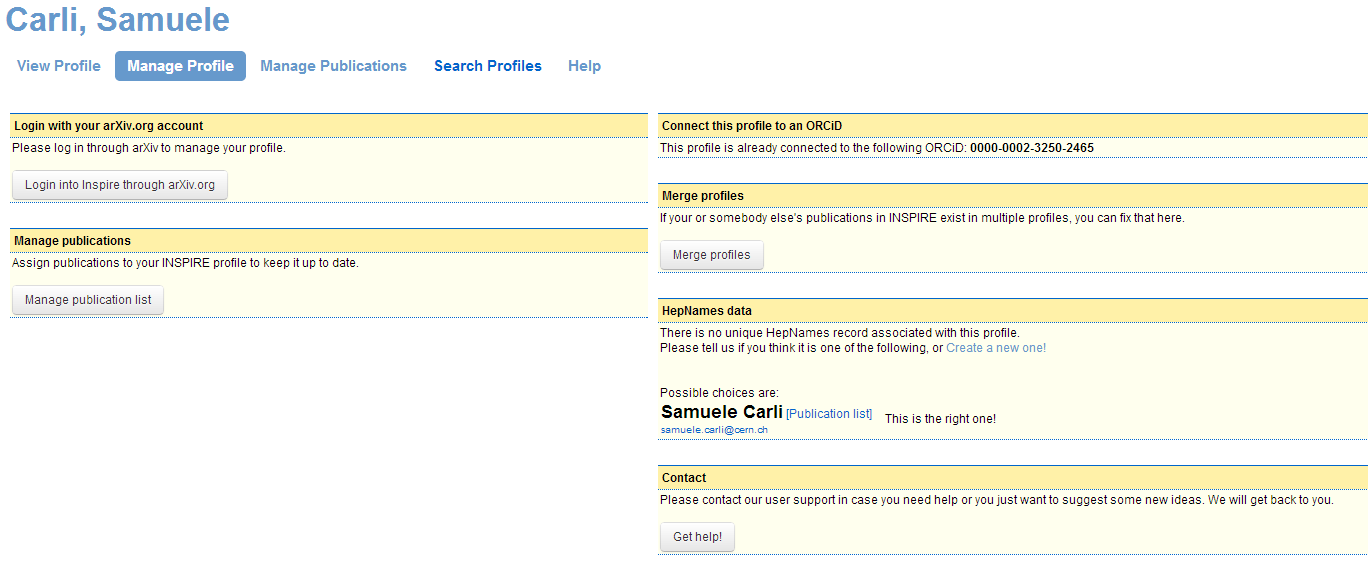 Carli, Samuele
View Profile Manage Profile Manage Publications Search Profiles Help
Login with your arXiv.org account
Please log in through arXiv to manage your profile.
Login into Inspire through arXiv.org
Manage publications
Assign publications to your INSPIRE profile to keep it up to date.
Manage publication list
Connect this profile to an ORCiD
This profile is already connected to the following ORCiD: 0000-0002-3250-2465
Merge profiles
If your or somebody else's publications in INSPIRE exist in multiple profiles, you can fix that here.
Merge profiles
HepNames data
There is no unique HepNames record associated with this profile.
Please tell us if you think it is one of the following, or Create a new one!
Possible choices are:
Samuele Carli [Publication list] This is the right one!
samuele.carli@cern.ch
Contact
Please contact our user support in case you need help or you just want to suggest some new ideas. We will get back to you.
Get help!